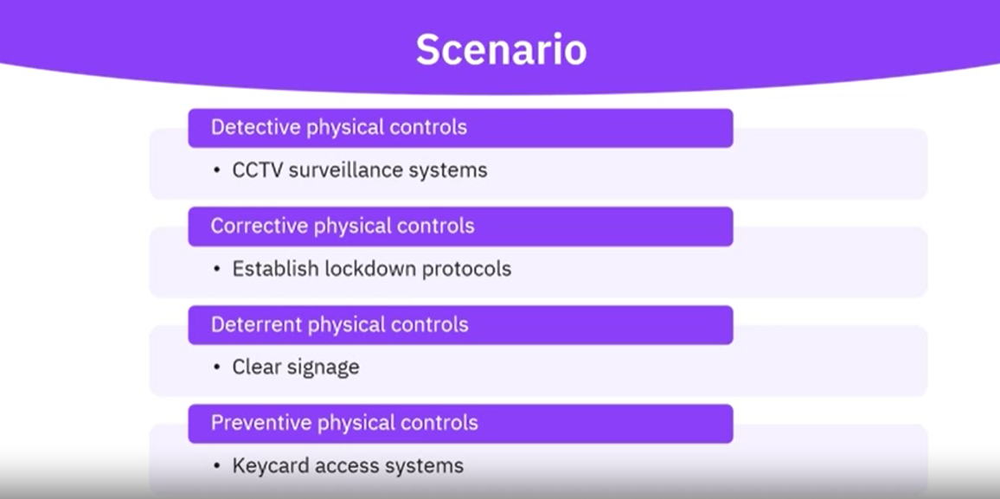 Scenario
Detective physical controls
• CCTV surveillance systems
Corrective physical controls
• Establish lockdown protocols
Deterrent physical controls
• Clear signage
Preventive physical controls
• Keycard access systems